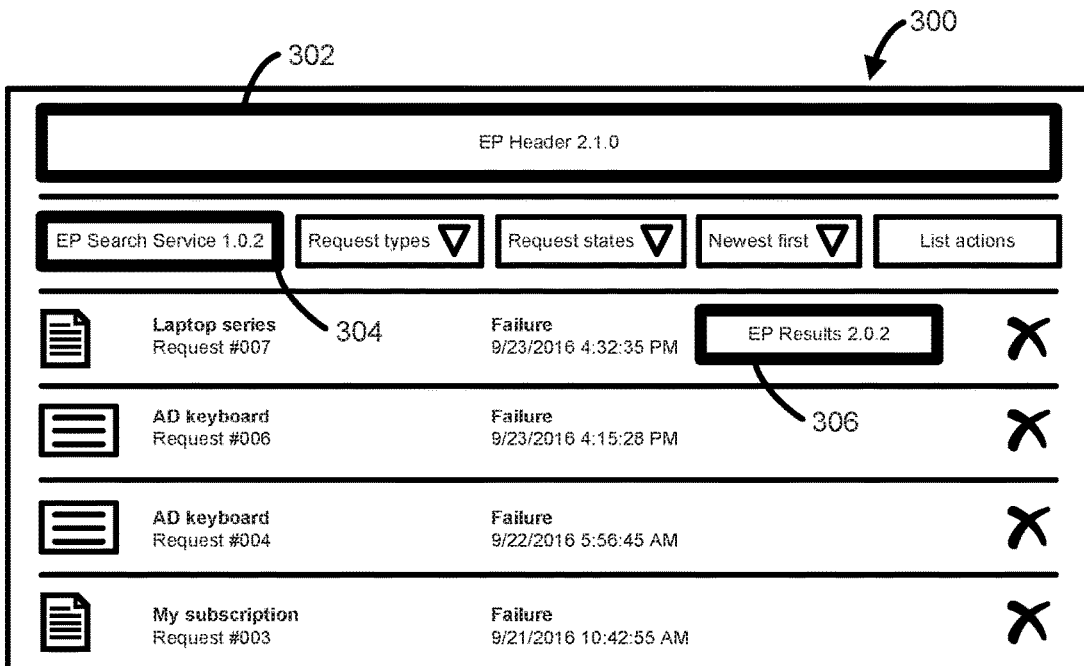 300
302
EP Header 2.1.0
EP Search Service 1.0.2 Request types Request states Newest first List actions
304
Laptop series Failure EP Results 2.0.2
Request #007 9/23/2016 4:32:35 PM
306
AD keyboard Failure
Request #006 9/23/2016 4:15:28 PM
AD keyboard Failure
Request #004 9/22/2016 5:56:45 AM
My subscription Failure
Request #003 9/21/2016 10:42:55 AM